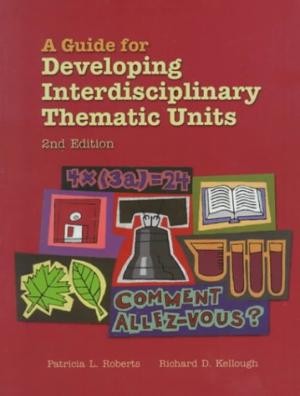 A Guide for
Developing
Interdisciplinary
Thematic Units
2nd Edition
4×(3a)=24
COMMENT
ALLEZ-VOUS?
Patricia L. Roberts Richard D. Kellough